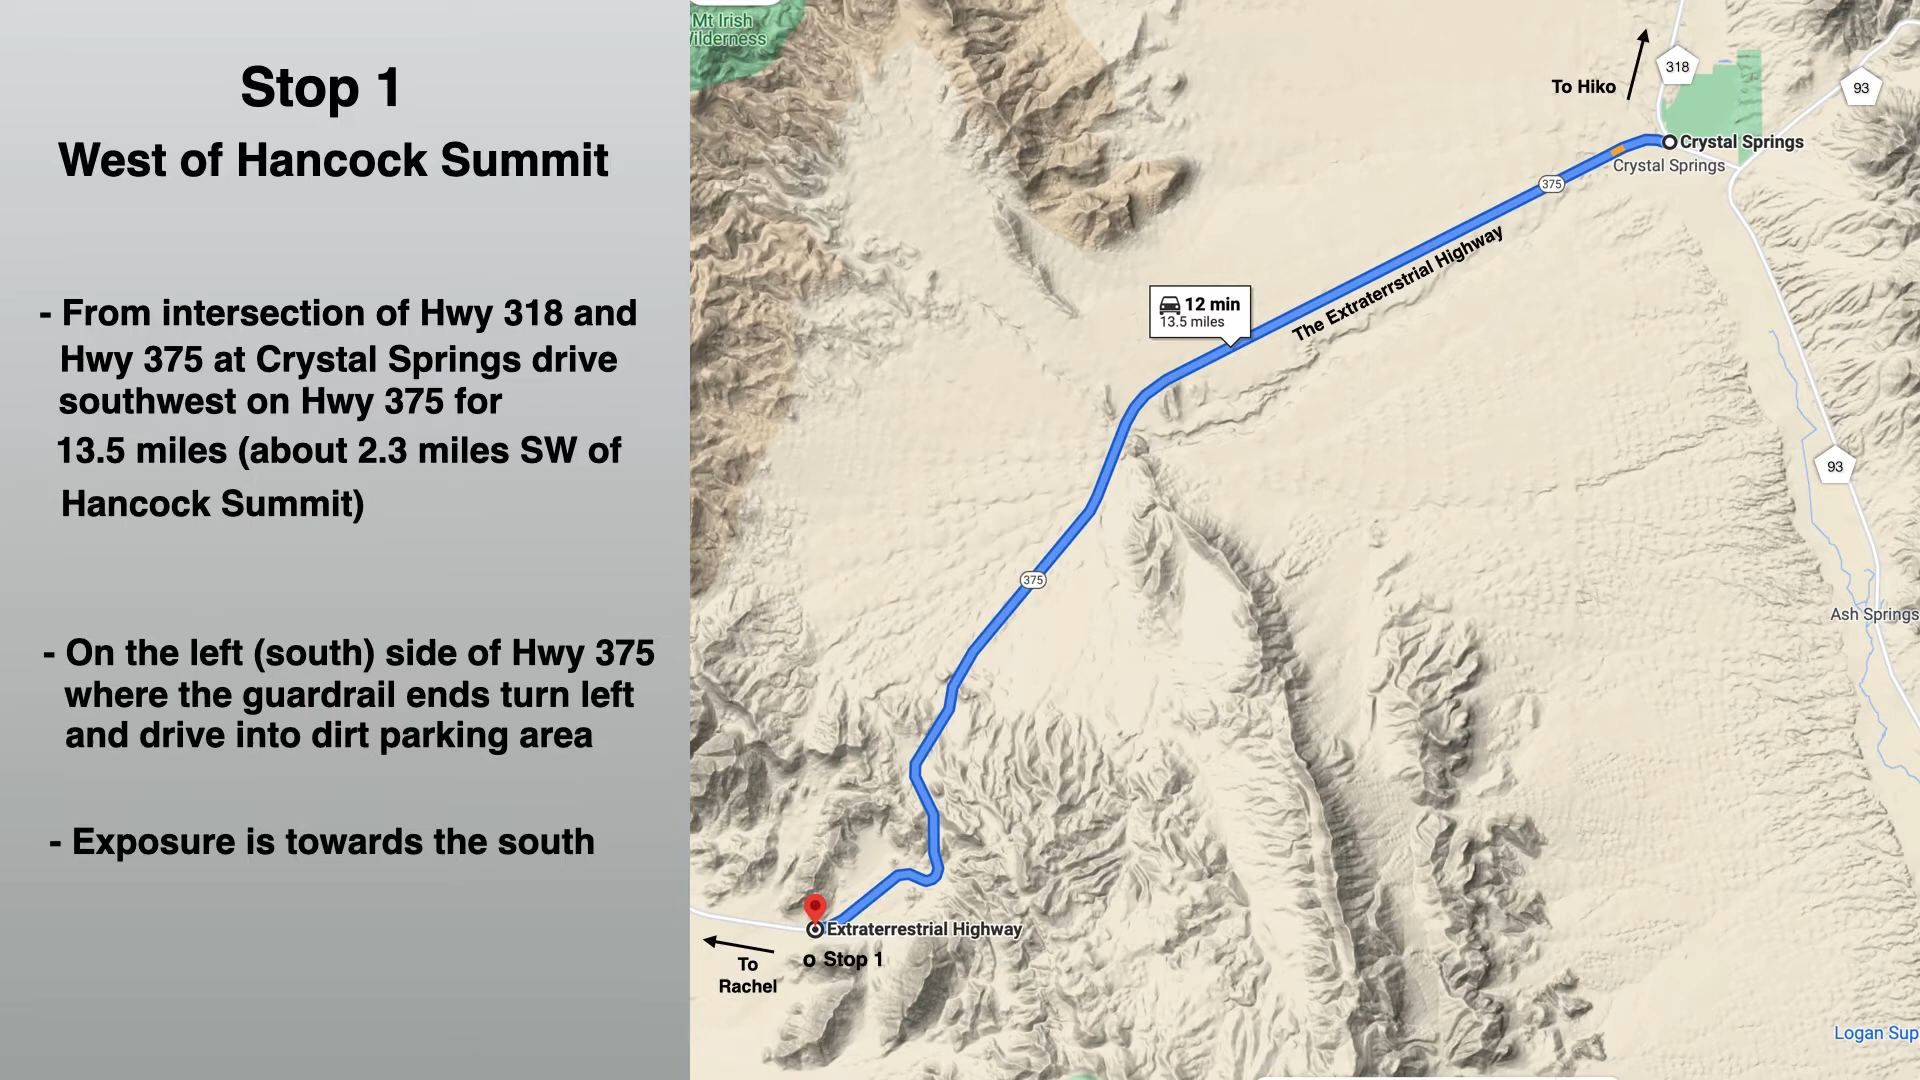 Stop 1
West of Hancock Summit
- From intersection of Hwy 318 and
Hwy 375 at Crystal Springs drive
southwest on Hwy 375 for
13.5 miles (about 2.3 miles SW of
Hancock Summit)
- On the left (south) side of Hwy 375
where the guardrail ends turn left
and drive into dirt parking area
- Exposure is towards the south
Mt Irish
Wilderness
To Hiko
318
93
Crystal Springs
Crystal Springs
375
The Extraterrstrial Highway
12 min
13.5 miles
93
375
Ash Springs
Extraterrestrial Highway
o Stop 1
To
Rachel
Logan Sup